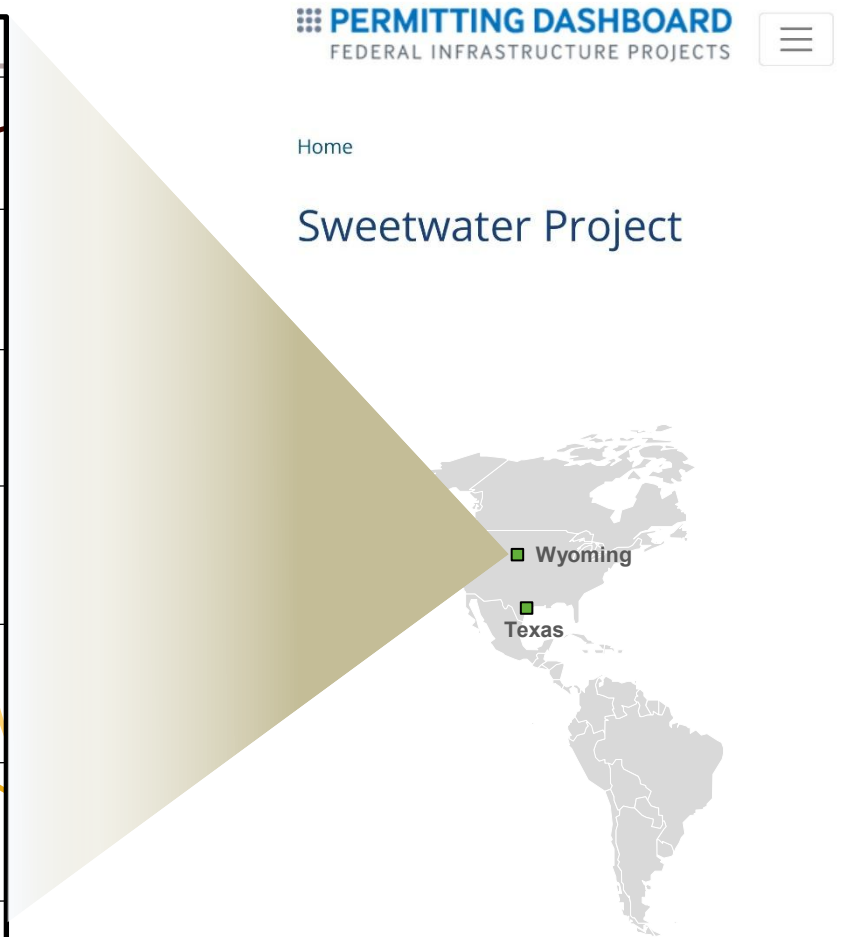 PERMITTING DASHBOARD
FEDERAL INFRASTRUCTURE PROJECTS
Home
Sweetwater Project
Wyoming
Texas